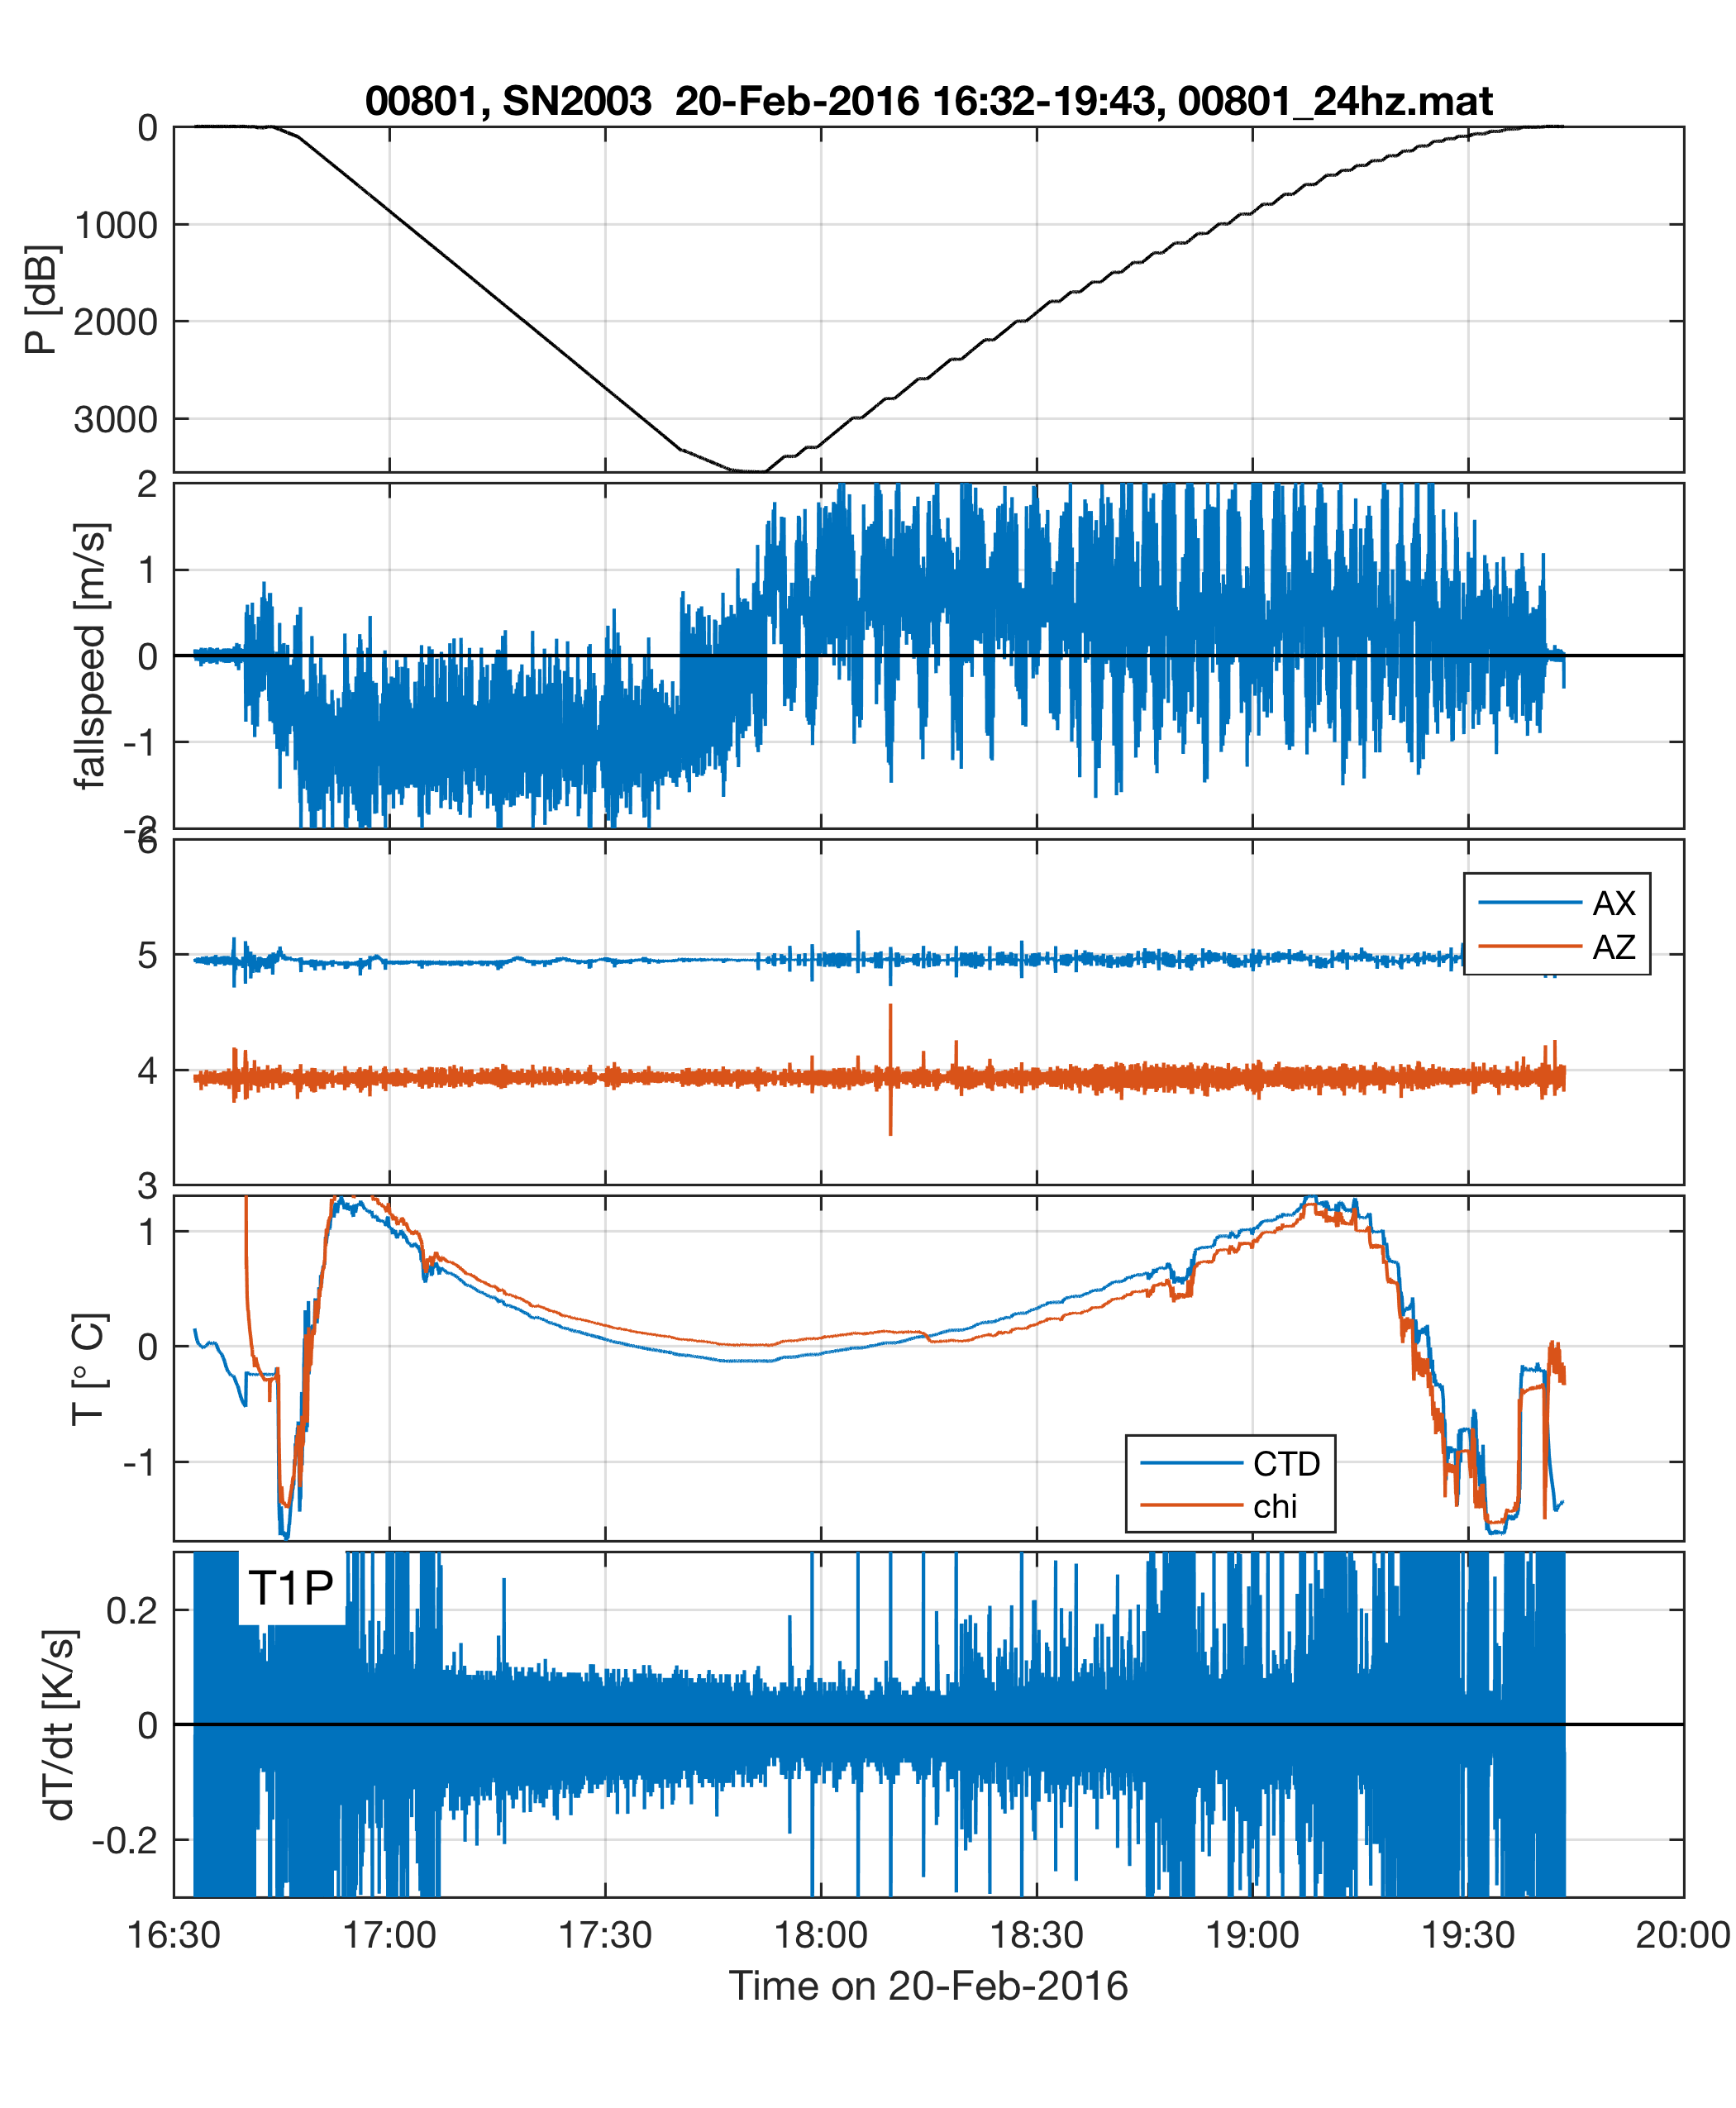 00801, SN2003  20-Feb-2016 16:32-19:43, 00801_24hz.mat
0
1000
2000
3000
P [dB]
2
1
0
-1
-2
fallspeed [m/s]
6
5
4
3
AX
AZ
1
0
-1
T [° C]
CTD
chi
T1P
0.2
0
-0.2
dT/dt [K/s]
16:30 17:00 17:30 18:00 18:30 19:00 19:30 20:00
Time on 20-Feb-2016